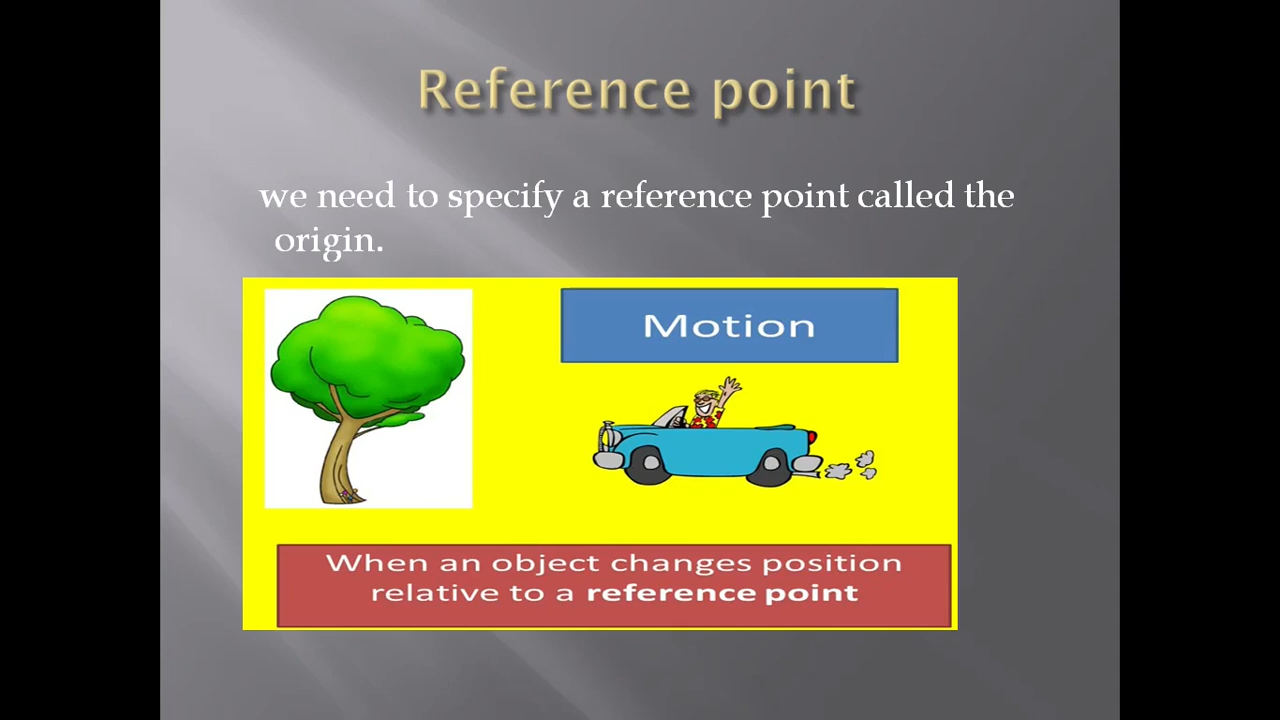 Reference point
we need to specify a reference point called the
origin.
Motion
When an object changes position
relative to a reference point